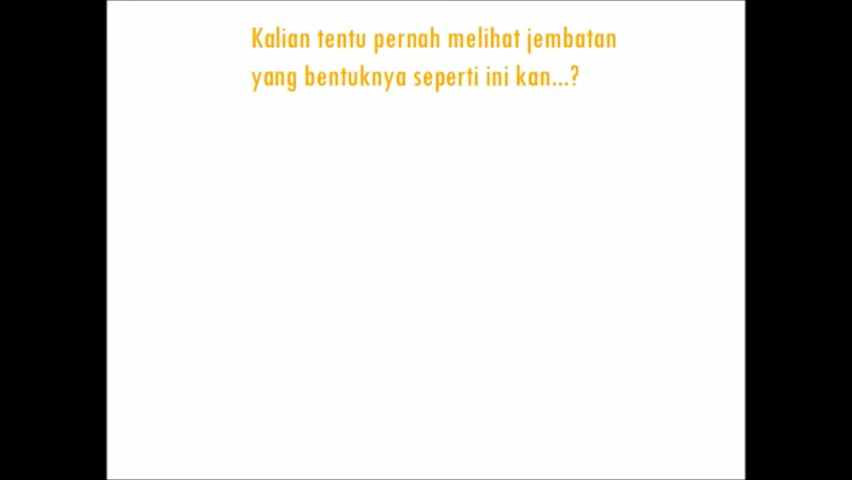 Kalian tentu pernah melihat jembatan
yang bentuknya seperti ini kan...?